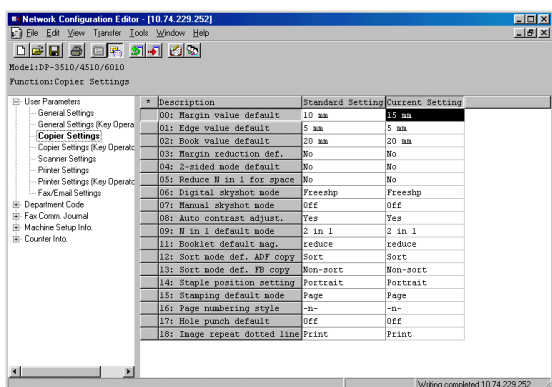 Network Configuration Editor - [10.74.229.252]
File Edit View Transfer Tools Window Help
Model:DP-3510/4510/6010
Function:Copier Settings
User Parameters
General Settings
General Settings (Key Opera
Copier Settings
Copier Settings (Key Operato
Scanner Settings
Printer Settings
Printer Settings (Key Operato
Fax/Email Settings
Department Code
Fax Comm. Journal
Machine Setup Info.
Counter Info.
* Description Standard Setting Current Setting
00: Margin value default 10 mm 15 mm
01: Edge value default 5 mm 5 mm
02: Book value default 20 mm 20 mm
03: Margin reduction def. No No
04: 2-sided mode default No No
05: Reduce N in 1 for space No No
06: Digital skyshot mode Freeshp Freeshp
07: Manual skyshot mode Off Off
08: Auto contrast adjust. Yes Yes
09: N in 1 default mode 2 in 1 2 in 1
11: Booklet default mag. reduce reduce
12: Sort mode def. ADF copy Sort Sort
13: Sort mode def. FB copy Non-sort Non-sort
14: Staple position setting Portrait Portrait
15: Stamping default mode Page Page
16: Page numbering style -n- -n-
17: Hole punch default Off Off
18: Image repeat dotted line Print Print
Writing completed 10.74.229.252